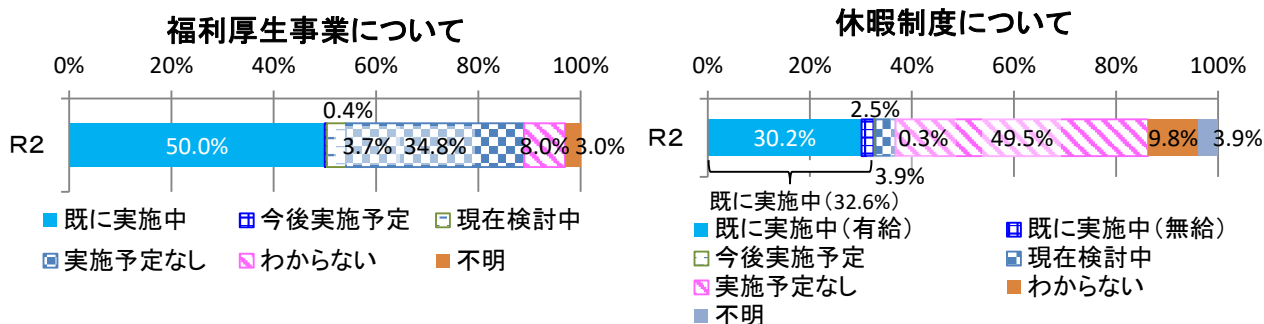 福利厚生事業について
0% 20% 40% 60% 80% 100%
0.4%
R2 50.0% 3.7% 34.8% 8.0% 3.0%
既に実施中 今後実施予定 現在検討中
実施予定なし わからない 不明
休暇制度について
0% 20% 40% 60% 80% 100%
2.5%
R2 30.2% 0.3% 49.5% 9.8% 3.9%
3.9%
既に実施中(32.6%)
既に実施中(有給) 既に実施中(無給)
今後実施予定 現在検討中
実施予定なし わからない
不明